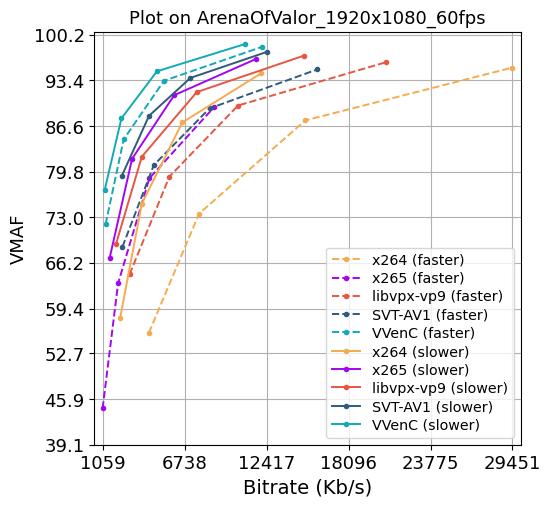 Plot on ArenaOfValor_1920x1080_60fps
100.2
93.4
86.6
79.8
73.0
66.2
59.4
52.7
45.9
39.1
VMAF
x264 (faster)
x265 (faster)
libvpx-vp9 (faster)
SVT-AV1 (faster)
VVenC (faster)
x264 (slower)
x265 (slower)
libvpx-vp9 (slower)
SVT-AV1 (slower)
VVenC (slower)
1059 6738 12417 18096 23775 29451
Bitrate (Kb/s)